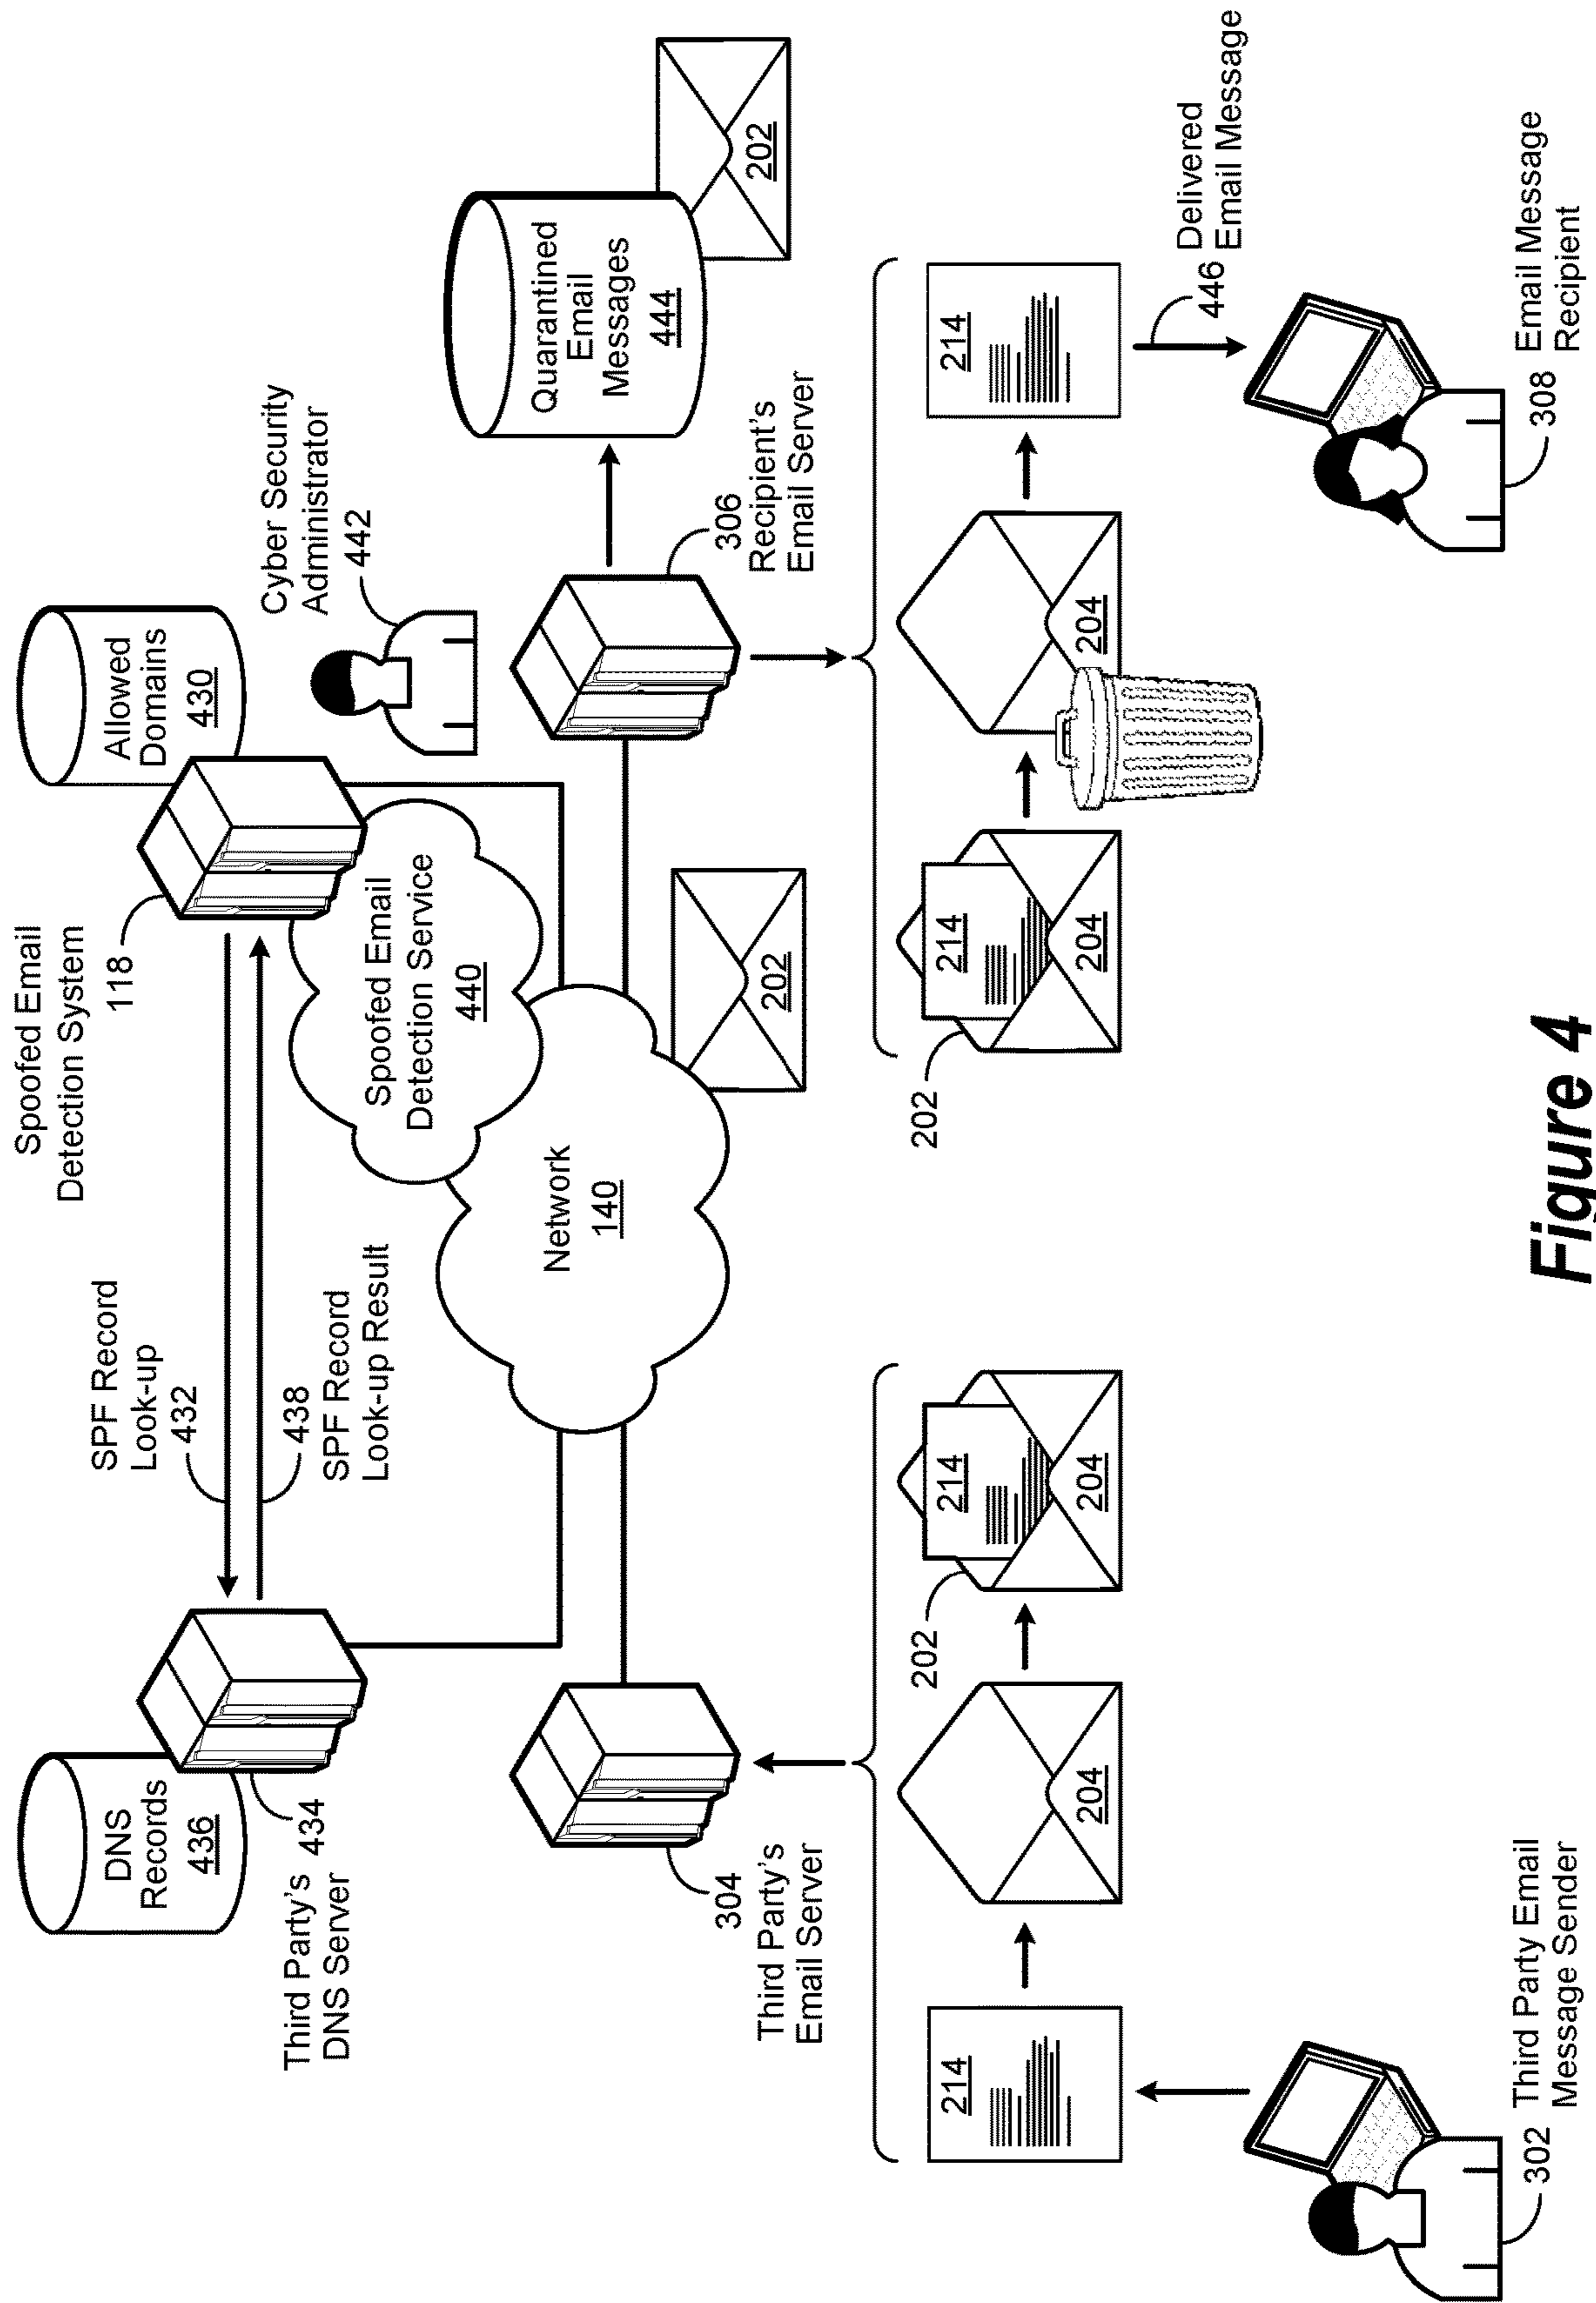 DNS
Records
436
Third Party's
DNS Server
434
SPF Record
Look-up
432
438
SPF Record
Look-up Result
Spoofed Email
Detection System
118
Allowed
Domains
430
Cyber Security
Administrator
442
Spoofed Email
Detection Service
440
Network
140
202
304
Third Party's
Email Server
306
Recipient's
Email Server
Quarantined
Email
Messages
444
202
214
204
202
214
204
202
214
204
204
214
446
Delivered
Email Message
302
Third Party Email
Message Sender
308
Email Message
Recipient
Figure 4